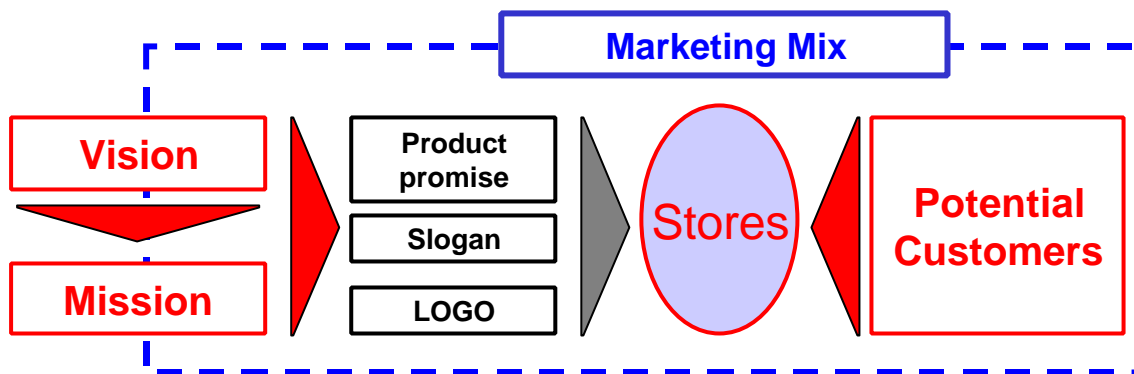 Marketing Mix
Vision
Mission
Product
promise
Slogan
LOGO
Stores
Potential
Customers